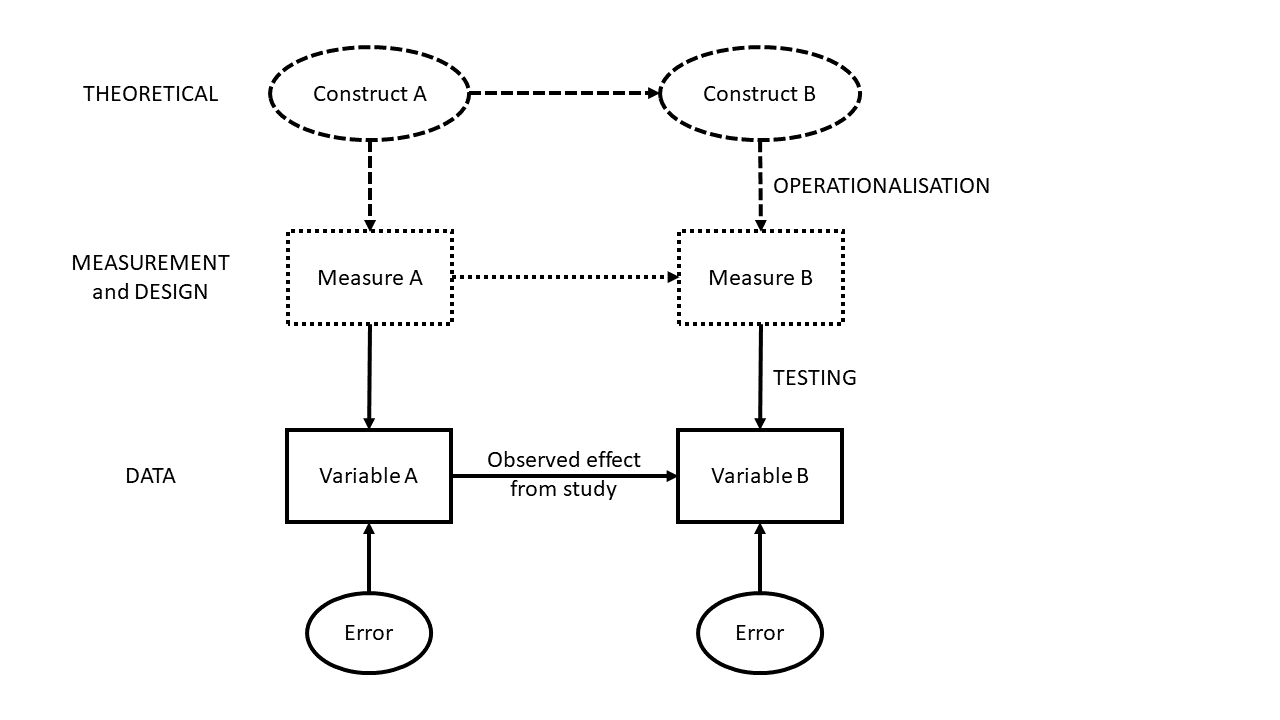 THEORETICAL
Construct A
Construct B
OPERATIONALISATION
MEASUREMENT
and DESIGN
Measure A
Measure B
TESTING
DATA
Variable A
Observed effect
from study
Variable B
Error
Error